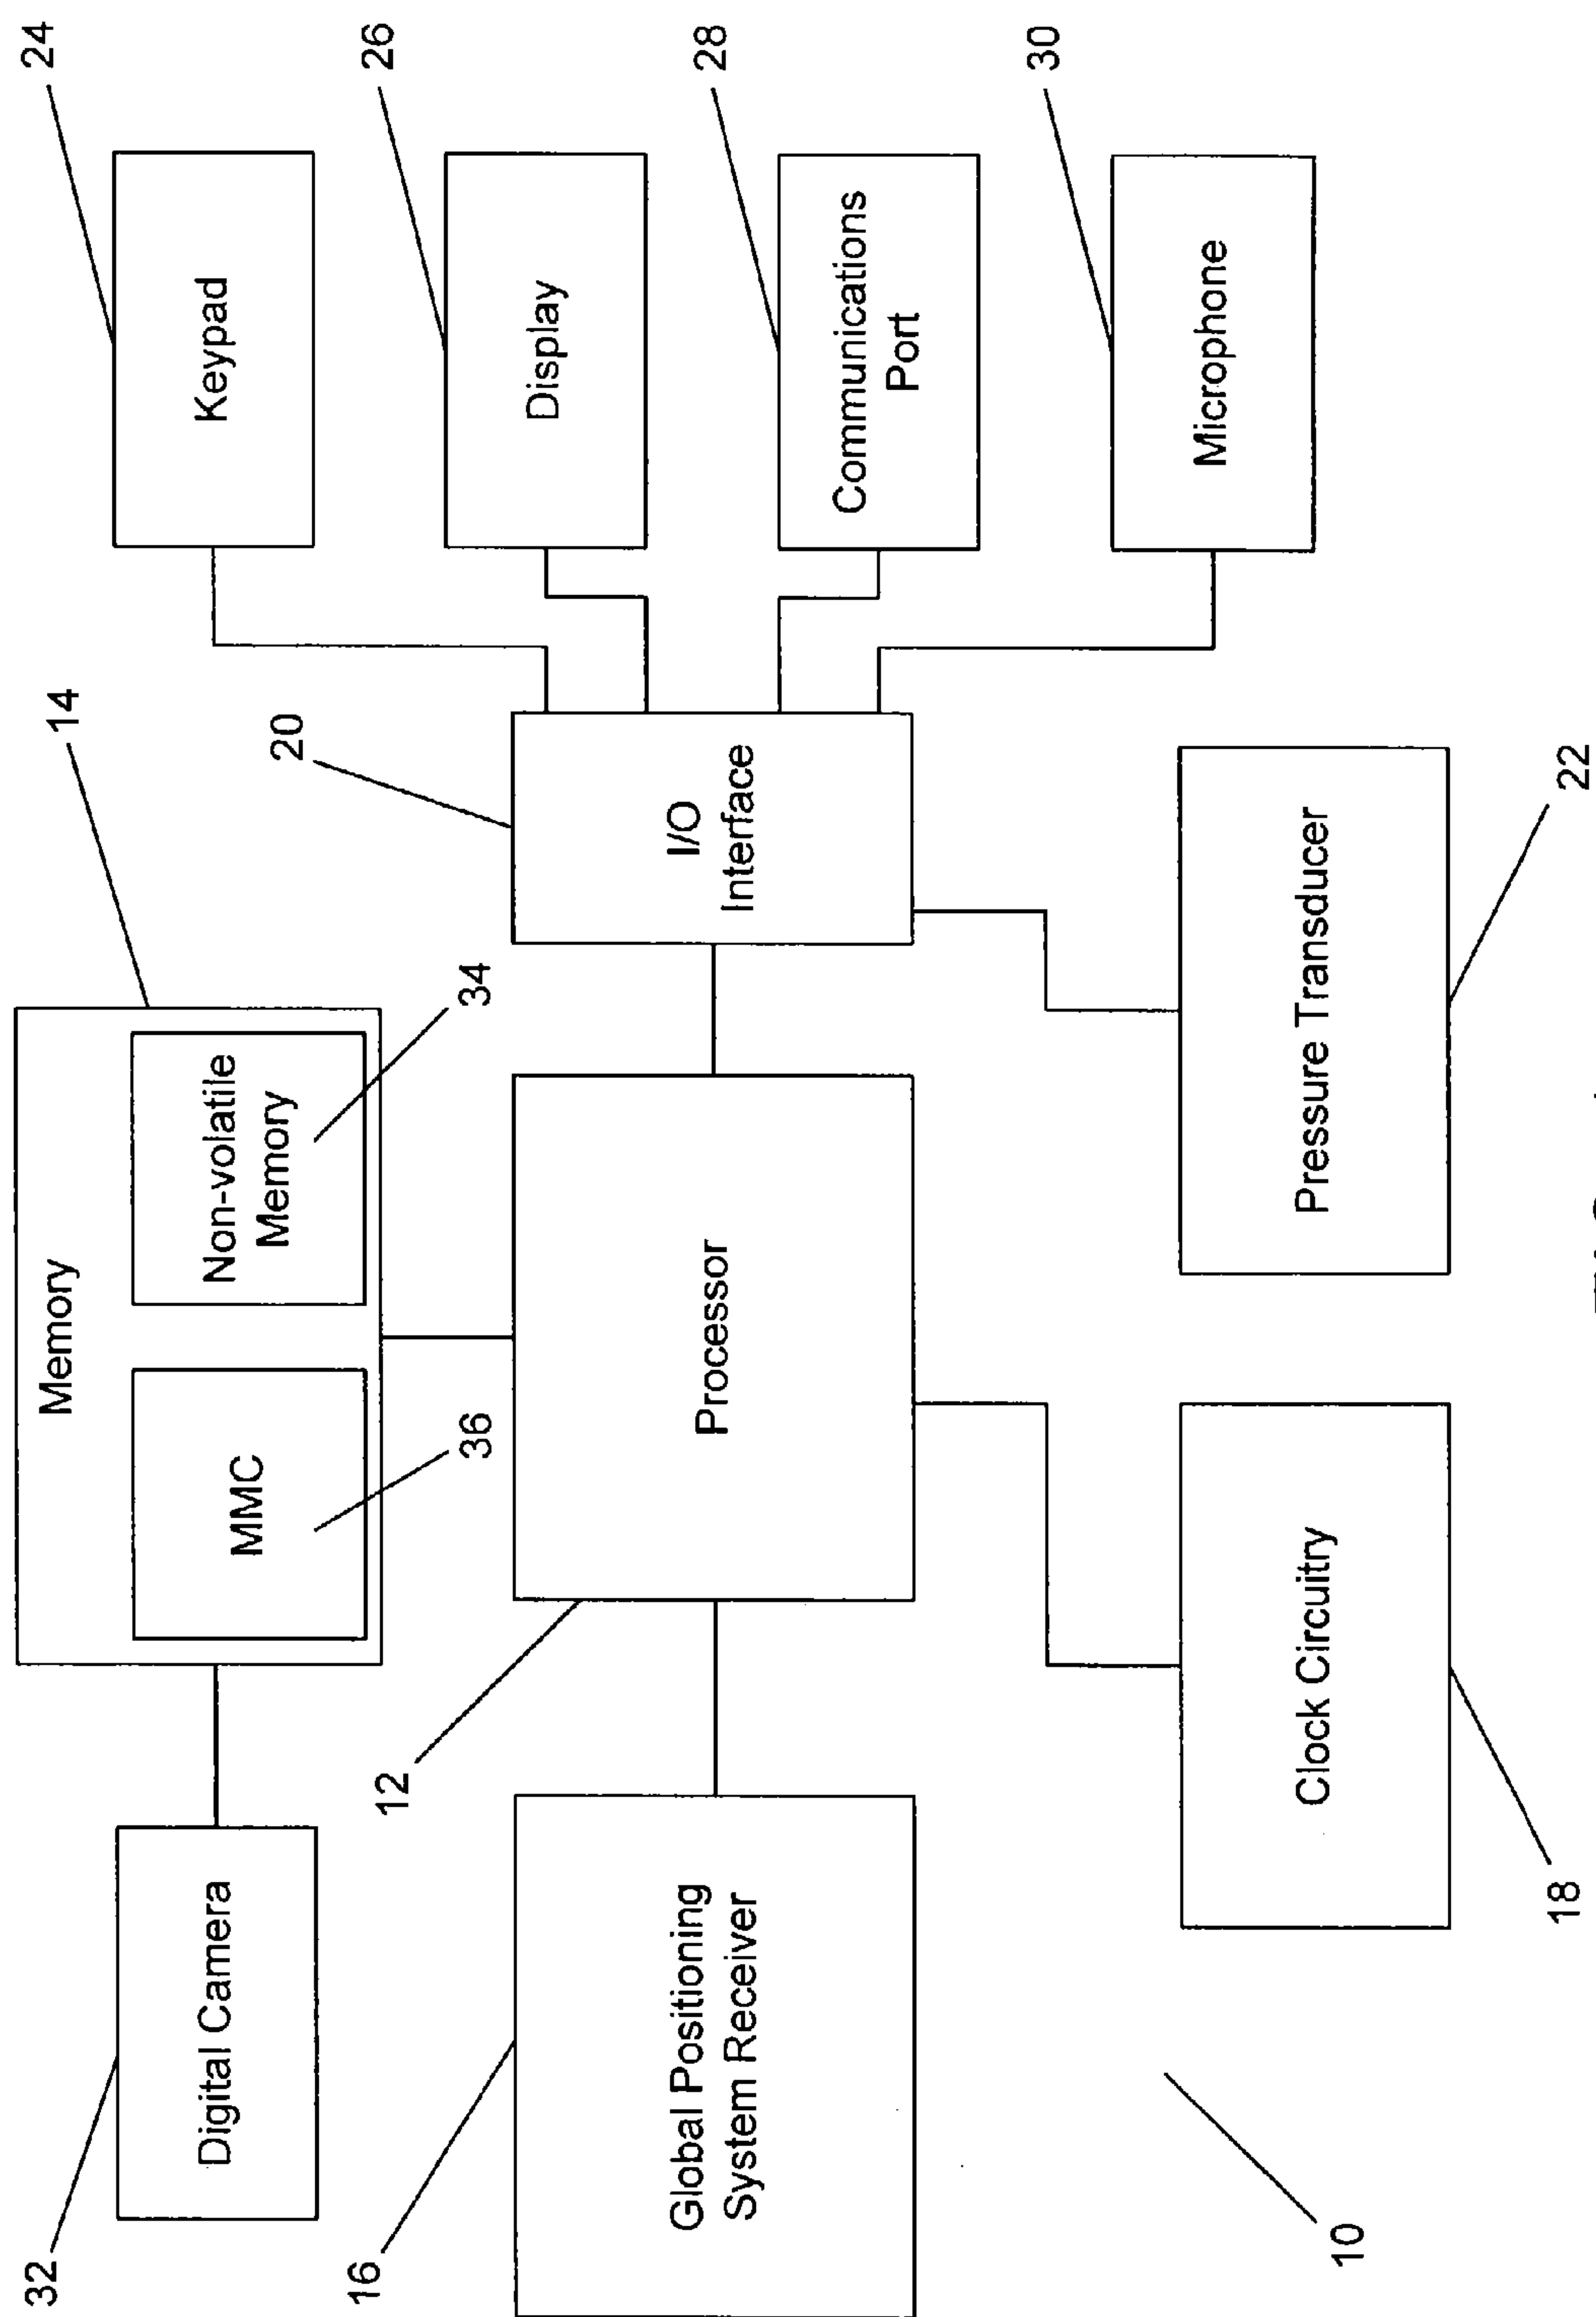 32
14
24
Memory
Digital Camera
MMC
Non-volatile
Memory
Keypad
20
16
12
36
34
26
Display
Global Positioning
System Receiver
Processor
I/O
Interface
28
Communications
Port
30
Microphone
10
Clock Circuitry
Pressure Transducer
18
22